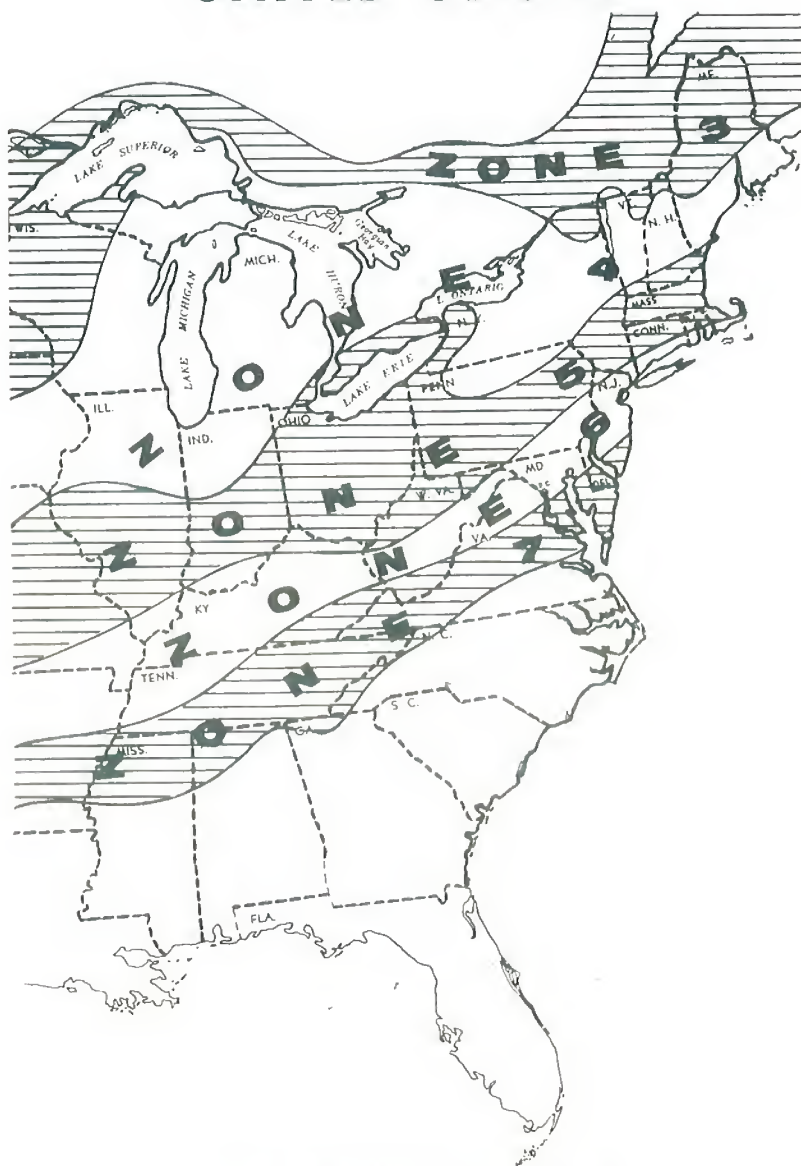 ME.
ZONE 3
LAKE SUPERIOR
WIS.
VT.
N. H.
Georgian Bay
LAKE HURON
MICH.
LAKE MICHIGAN
L. ONTARIO
N.Y.
MASS
CONN.
ZONE 4
LAKE ERIE
PENN
N.J.
ILL.
IND.
OHIO
ZONE 5
MD
D.C.
DEL
W. VA.
VA.
ZONE 6
KY
TENN.
N. C.
ZONE 7
S C.
MISS.
GA
FLA.